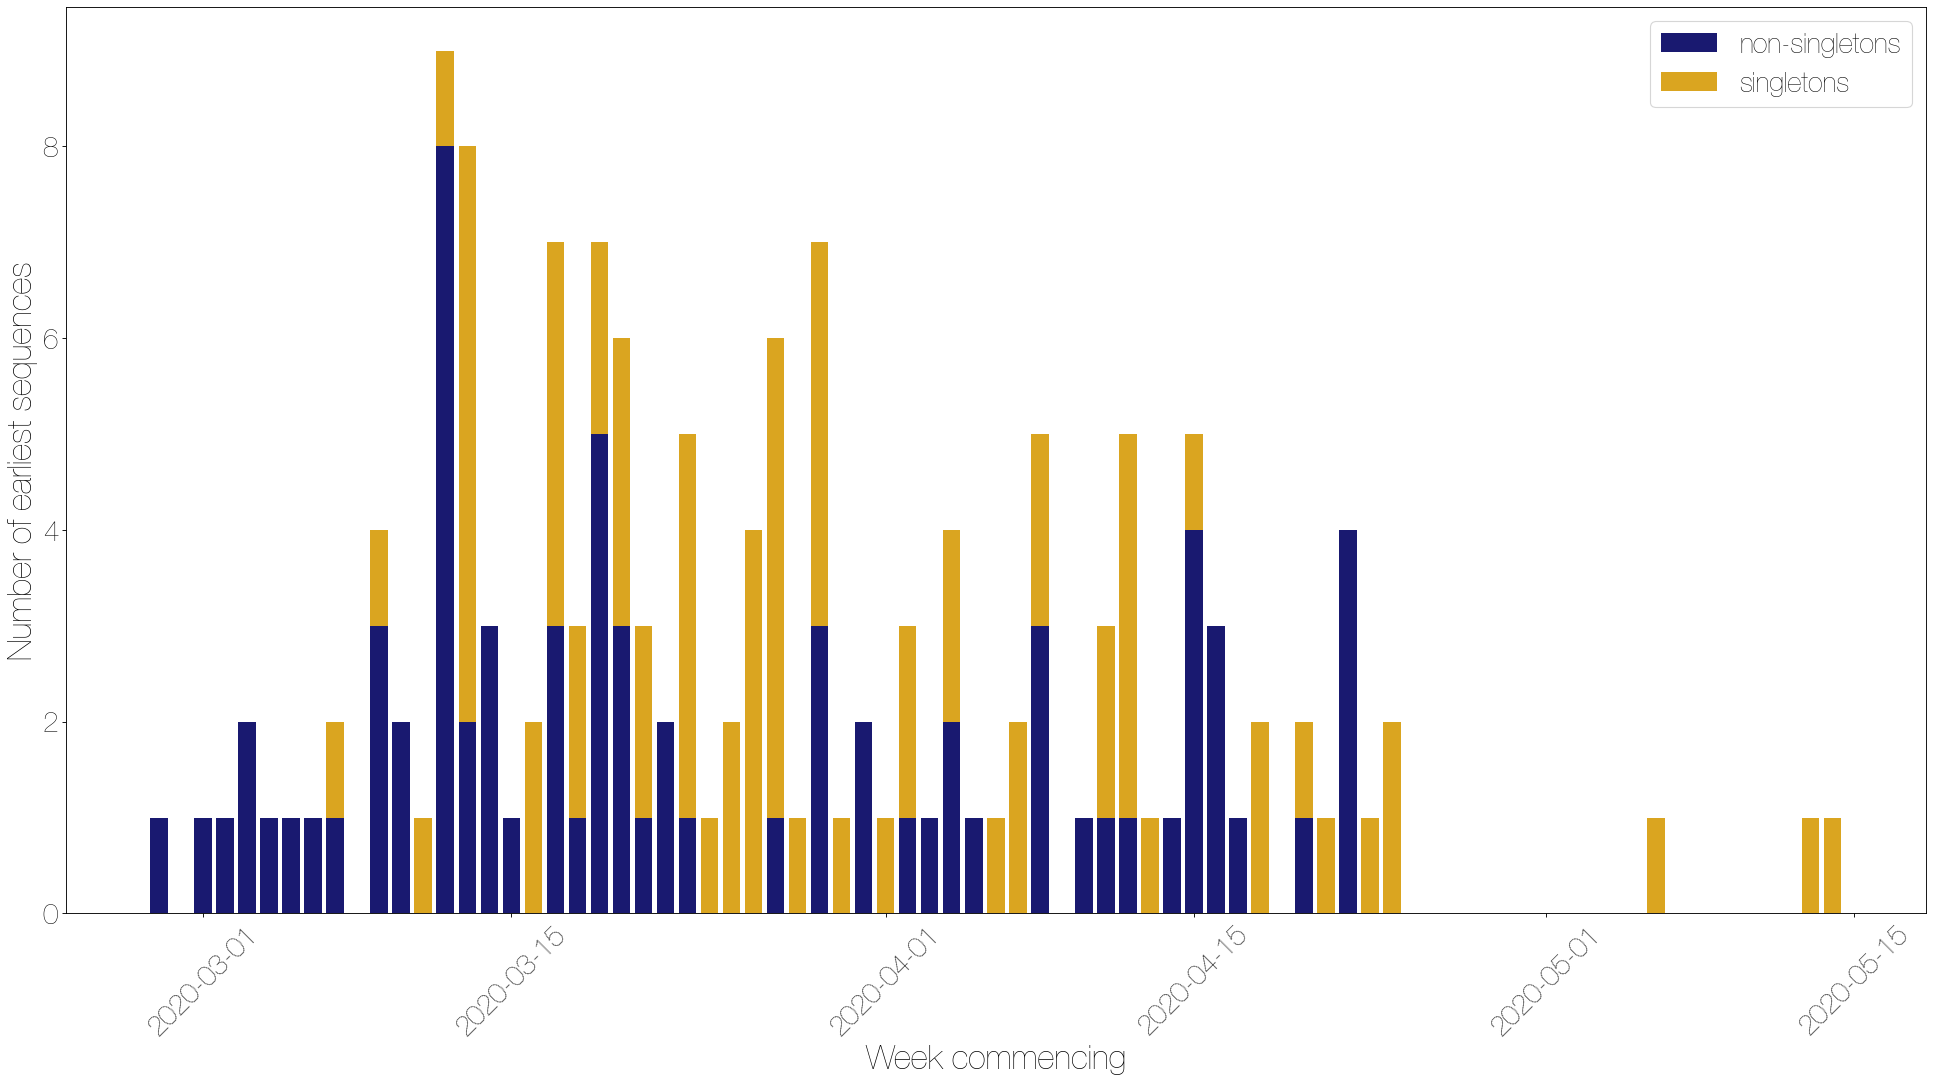 non-singletons
singletons
Number of earliest sequences
8
6
4
2
0
2020-03-01
2020-03-15
2020-04-01
2020-04-15
2020-05-01
2020-05-15
Week commencing